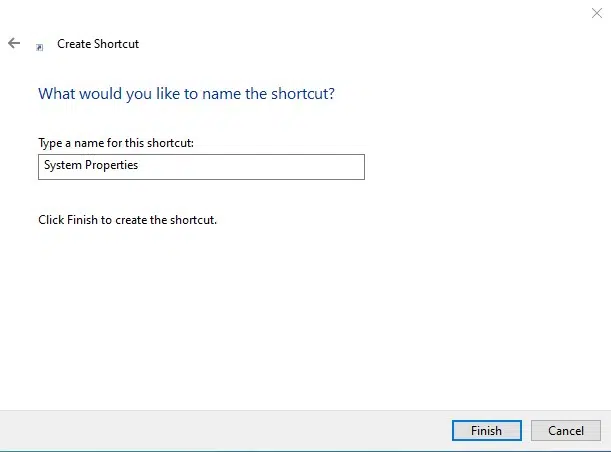 Create Shortcut
What would you like to name the shortcut?
Type a name for this shortcut:
System Properties
Click Finish to create the shortcut.
Finish
Cancel